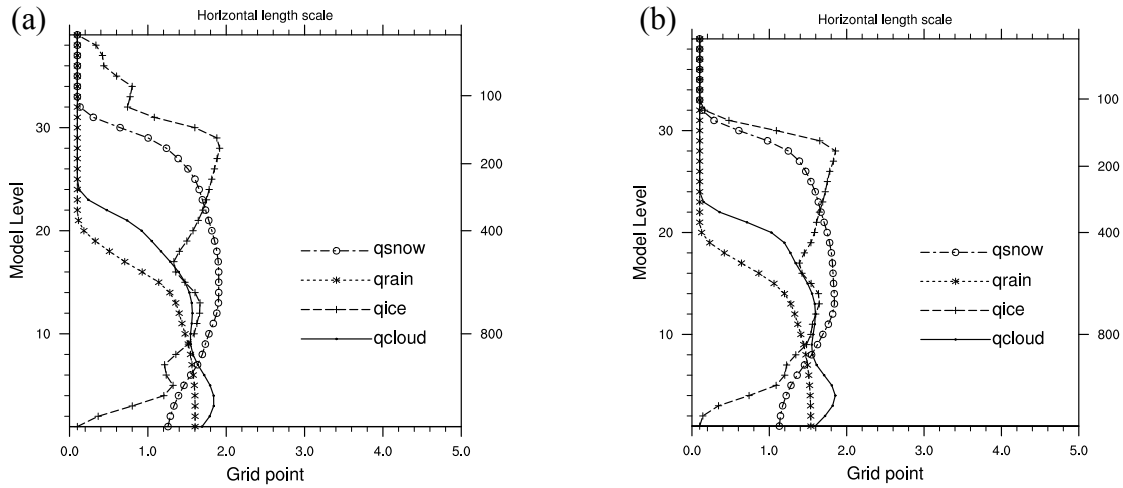 (a)
Horizontal length scale
Model Level
30
20
10
100
200
400
800
qsnow
qrain
qice
qcloud
0.0 1.0 2.0 3.0 4.0 5.0
Grid point
(b)
Horizontal length scale
Model Level
30
20
10
100
200
400
800
qsnow
qrain
qice
qcloud
0.0 1.0 2.0 3.0 4.0 5.0
Grid point